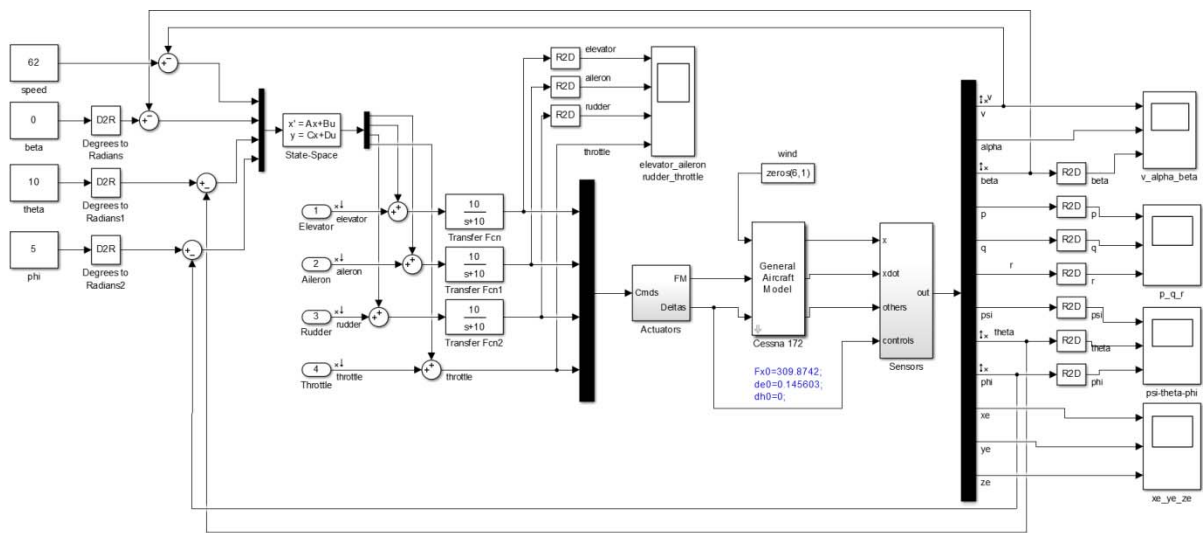 62
speed
0
beta
D2R
Degrees to
Radians
10
theta
D2R
Degrees to
Radians1
5
phi
D2R
Degrees to
Radians2
x' = Ax+Bu
y = Cx+Du
State-Space
1
Elevator
elevator
2
Aileron
aileron
3
Rudder
rudder
4
Throttle
throttle
10
s+10
Transfer Fcn
10
s+10
Transfer Fcn1
10
s+10
Transfer Fcn2
throttle
R2D
elevator
R2D
aileron
R2D
rudder
throttle
elevator_aileron
rudder_throttle
Cmds
FM
Deltas
Actuators
wind
zeros(6,1)
General
Aircraft
Model
Cessna 172
Fx0=309.8742;
de0=0.145603;
dh0=0;
x
xdot
others
controls
out
Sensors
v
v
alpha
beta
R2D
beta
v_alpha_beta
p
R2D
p
q
R2D
q
r
R2D
r
p_q_r
psi
R2D
psi
theta
R2D
theta
phi
R2D
phi
psi-theta-phi
xe
ye
ze
xe_ye_ze